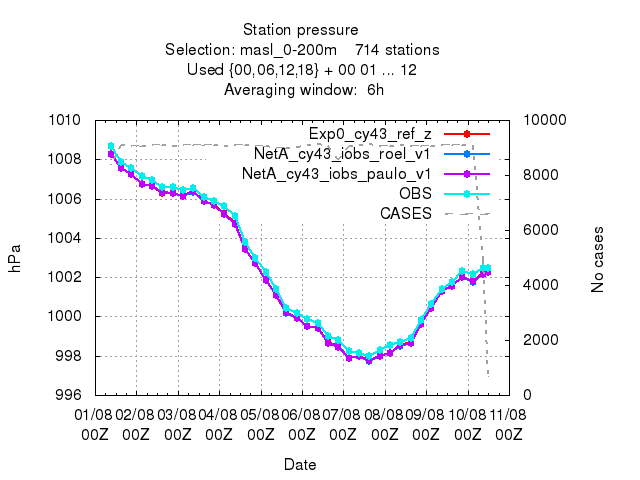 Station pressure
Selection: masl_0-200m    714 stations
Used {00,06,12,18} + 00 01 ... 12
Averaging window:  6h
1010
1008
1006
1004
1002
1000
998
996
hPa
Exp0_cy43_ref_z
NetA_cy43_iobs_roel_v1
NetA_cy43_iobs_paulo_v1
OBS
CASES
10000
8000
6000
4000
2000
0
No cases
01/08 02/08 03/08 04/08 05/08 06/08 07/08 08/08 09/08 10/08 11/08
00Z 00Z 00Z 00Z 00Z 00Z 00Z 00Z 00Z 00Z 00Z
Date